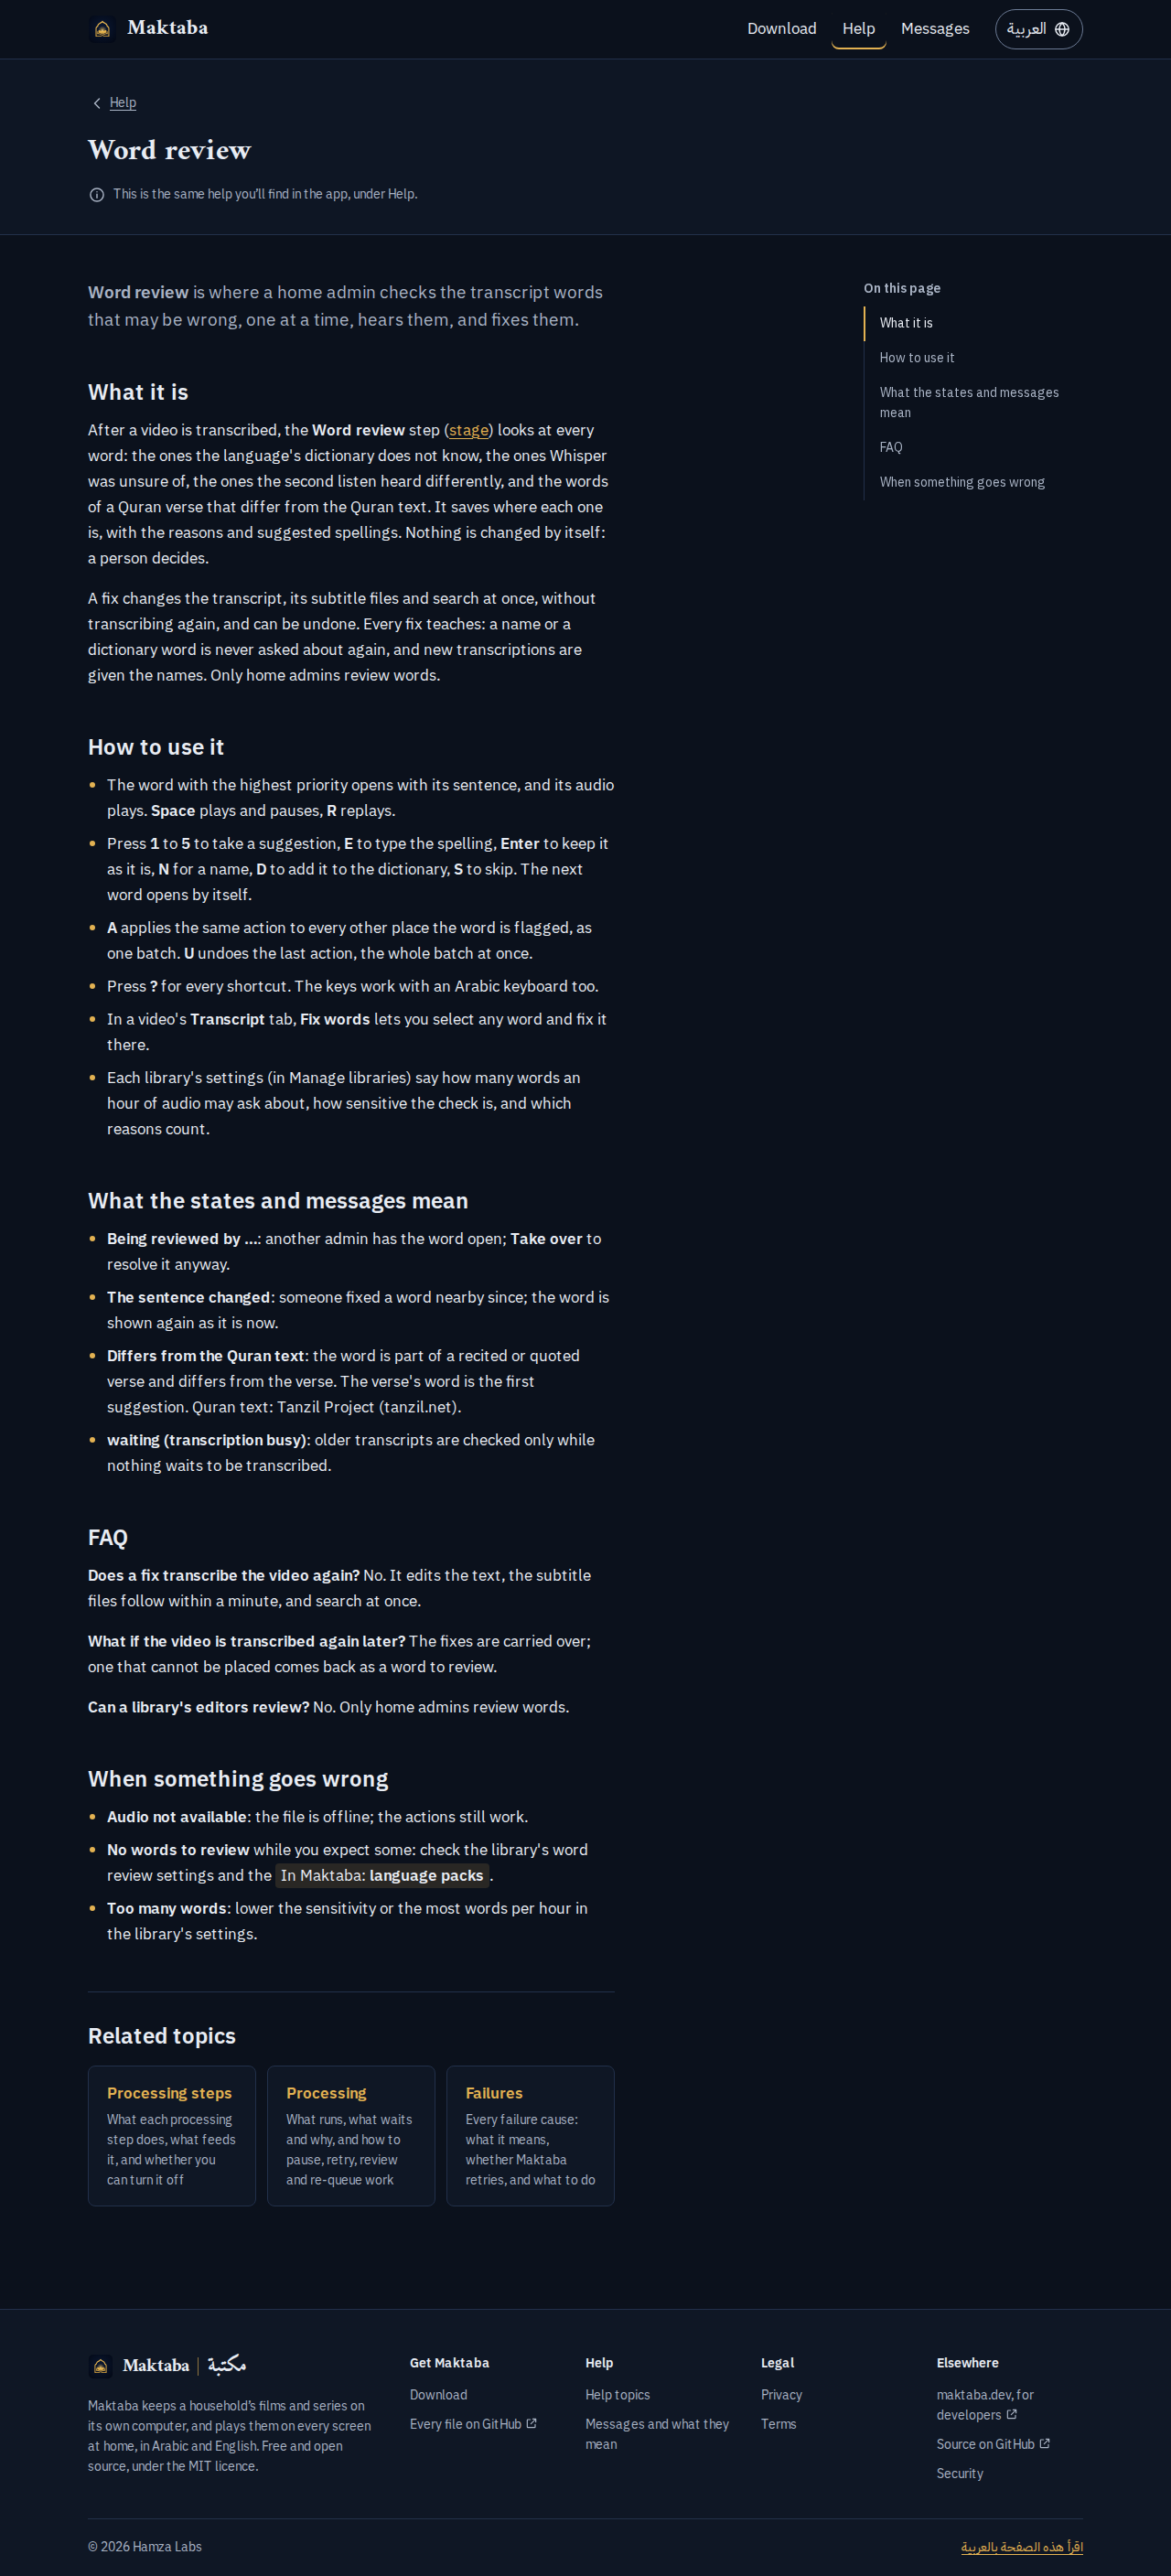 Maktaba
Download
Help
Messages
العربية
Help
Word review
This is the same help you'll find in the app, under Help.
Word review is where a home admin checks the transcript words
that may be wrong, one at a time, hears them, and fixes them.
On this page
What it is
How to use it
What the states and messages
mean
FAQ
When something goes wrong
What it is
After a video is transcribed, the Word review step (stage) looks at every
word: the ones the language's dictionary does not know, the ones Whisper
was unsure of, the ones the second listen heard differently, and the words
of a Quran verse that differ from the Quran text. It saves where each one
is, with the reasons and suggested spellings. Nothing is changed by itself:
a person decides.
A fix changes the transcript, its subtitle files and search at once, without
transcribing again, and can be undone. Every fix teaches: a name or a
dictionary word is never asked about again, and new transcriptions are
given the names. Only home admins review words.
How to use it
The word with the highest priority opens with its sentence, and its audio
plays. Space plays and pauses, R replays.
Press 1 to 5 to take a suggestion, E to type the spelling, Enter to keep it
as it is, N for a name, D to add it to the dictionary, S to skip. The next
word opens by itself.
A applies the same action to every other place the word is flagged, as
one batch. U undoes the last action, the whole batch at once.
Press ? for every shortcut. The keys work with an Arabic keyboard too.
In a video's Transcript tab, Fix words lets you select any word and fix it
there.
Each library's settings (in Manage libraries) say how many words an
hour of audio may ask about, how sensitive the check is, and which
reasons count.
What the states and messages mean
Being reviewed by …: another admin has the word open; Take over to
resolve it anyway.
The sentence changed: someone fixed a word nearby since; the word is
shown again as it is now.
Differs from the Quran text: the word is part of a recited or quoted
verse and differs from the verse. The verse's word is the first
suggestion. Quran text: Tanzil Project (tanzil.net).
waiting (transcription busy): older transcripts are checked only while
nothing waits to be transcribed.
FAQ
Does a fix transcribe the video again? No. It edits the text, the subtitle
files follow within a minute, and search at once.
What if the video is transcribed again later? The fixes are carried over;
one that cannot be placed comes back as a word to review.
Can a library's editors review? No. Only home admins review words.
When something goes wrong
Audio not available: the file is offline; the actions still work.
No words to review while you expect some: check the library's word
review settings and the In Maktaba: language packs.
Too many words: lower the sensitivity or the most words per hour in
the library's settings.
Related topics
Processing steps
What each processing
step does, what feeds
it, and whether you
can turn it off
Processing
What runs, what waits
and why, and how to
pause, retry, review
and re-queue work
Failures
Every failure cause:
what it means,
whether Maktaba
retries, and what to do
Maktaba | مكتبة
Maktaba keeps a household's films and series on
its own computer, and plays them on every screen
at home, in Arabic and English. Free and open
source, under the MIT licence.
Get Maktaba
Download
Every file on GitHub
Help
Help topics
Messages and what they
mean
Legal
Privacy
Terms
Elsewhere
maktaba.dev, for
developers
Source on GitHub
Security
© 2026 Hamza Labs
اقرأ هذه الصفحة بالعربية